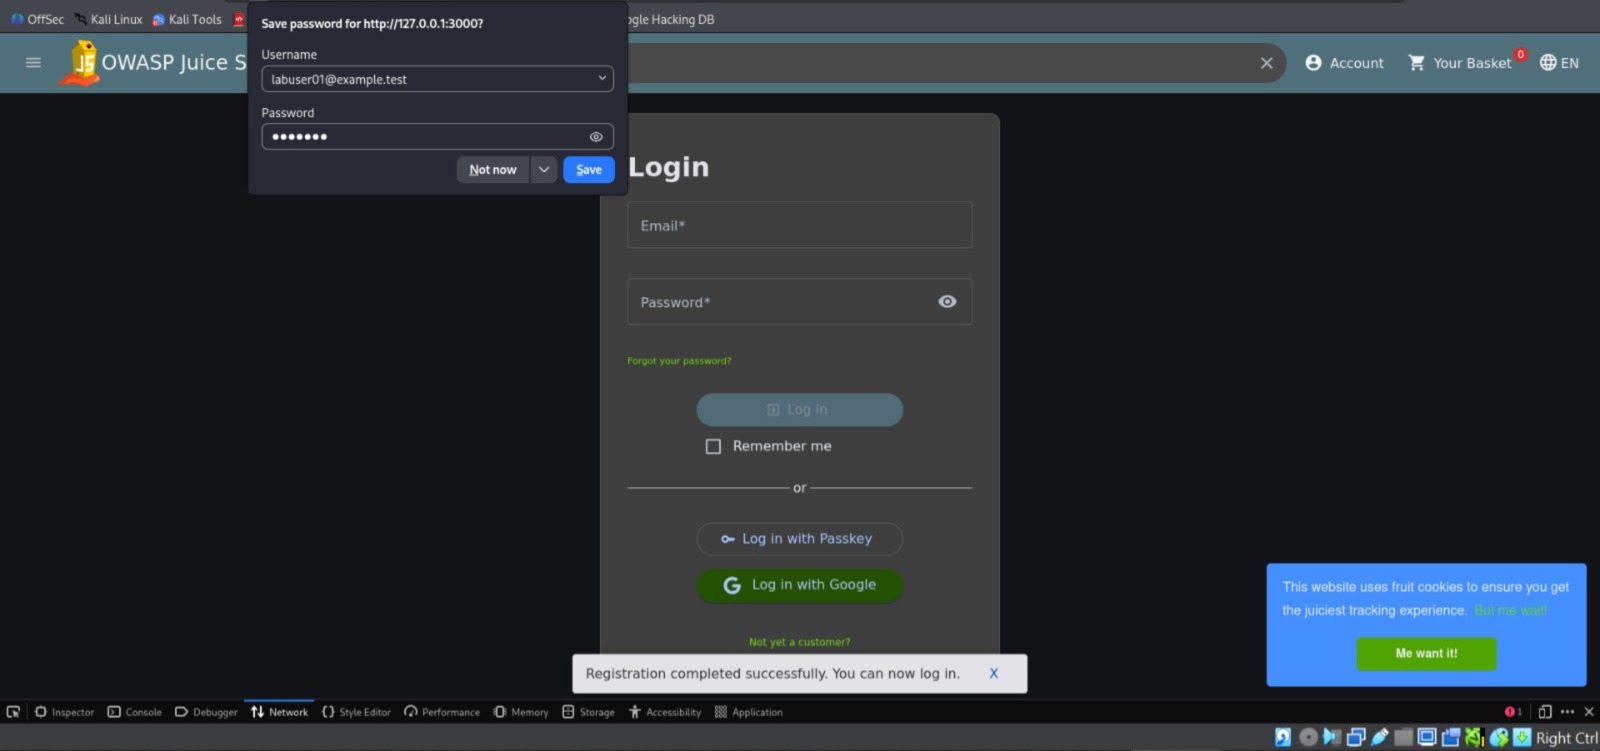 OffSec
Kali Linux
Kali Tools
Save password for http://127.0.0.1:3000?
gle Hacking DB
Username
labuser01@example.test
OWASP Juice S
Account
Your Basket
0
EN
Password
•••••••
Not now
Save
Login
Email*
Password*
Forgot your password?
Log in
Remember me
or
Log in with Passkey
Log in with Google
Not yet a customer?
This website uses fruit cookies to ensure you get
the juiciest tracking experience. But me wait!
Me want it!
Registration completed successfully. You can now log in.
X
Inspector
Console
Debugger
Network
Style Editor
Performance
Memory
Storage
Accessibility
Application
1
Right Ctrl